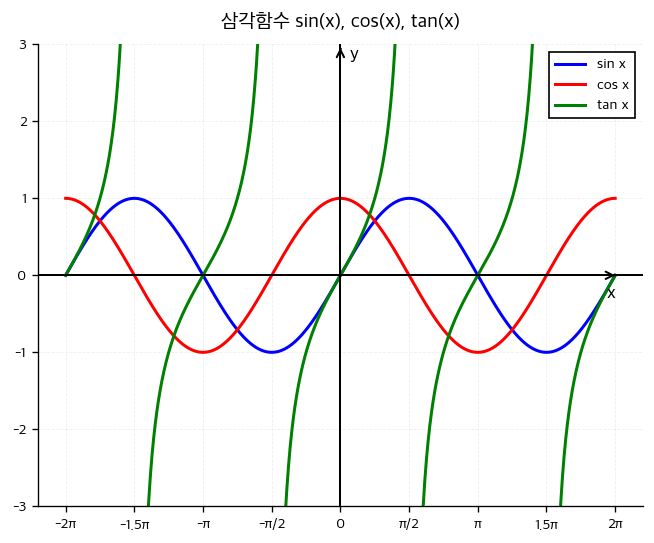 삼각함수 sin(x), cos(x), tan(x)
y
sin x
cos x
tan x
3
2
1
0
–1
–2
–3
x
–2π –1.5π –π –π/2 0 π/2 π 1.5π 2π